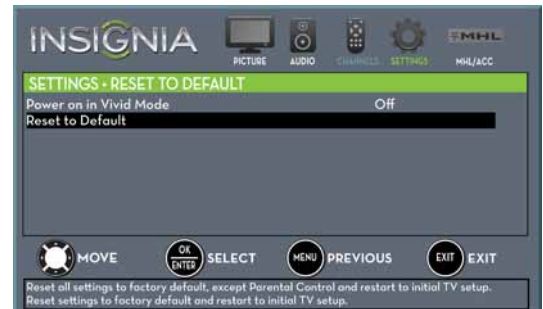 INSIGNIA
PICTURE AUDIO CHANNELS SETTINGS MHL/ACC
MHL
SETTINGS • RESET TO DEFAULT
Power on in Vivid Mode Off
Reset to Default
MOVE OK ENTER SELECT MENU PREVIOUS EXIT EXIT
Reset all settings to factory default, except Parental Control and restart to initial TV setup.
Reset settings to factory default and restart to initial TV setup.